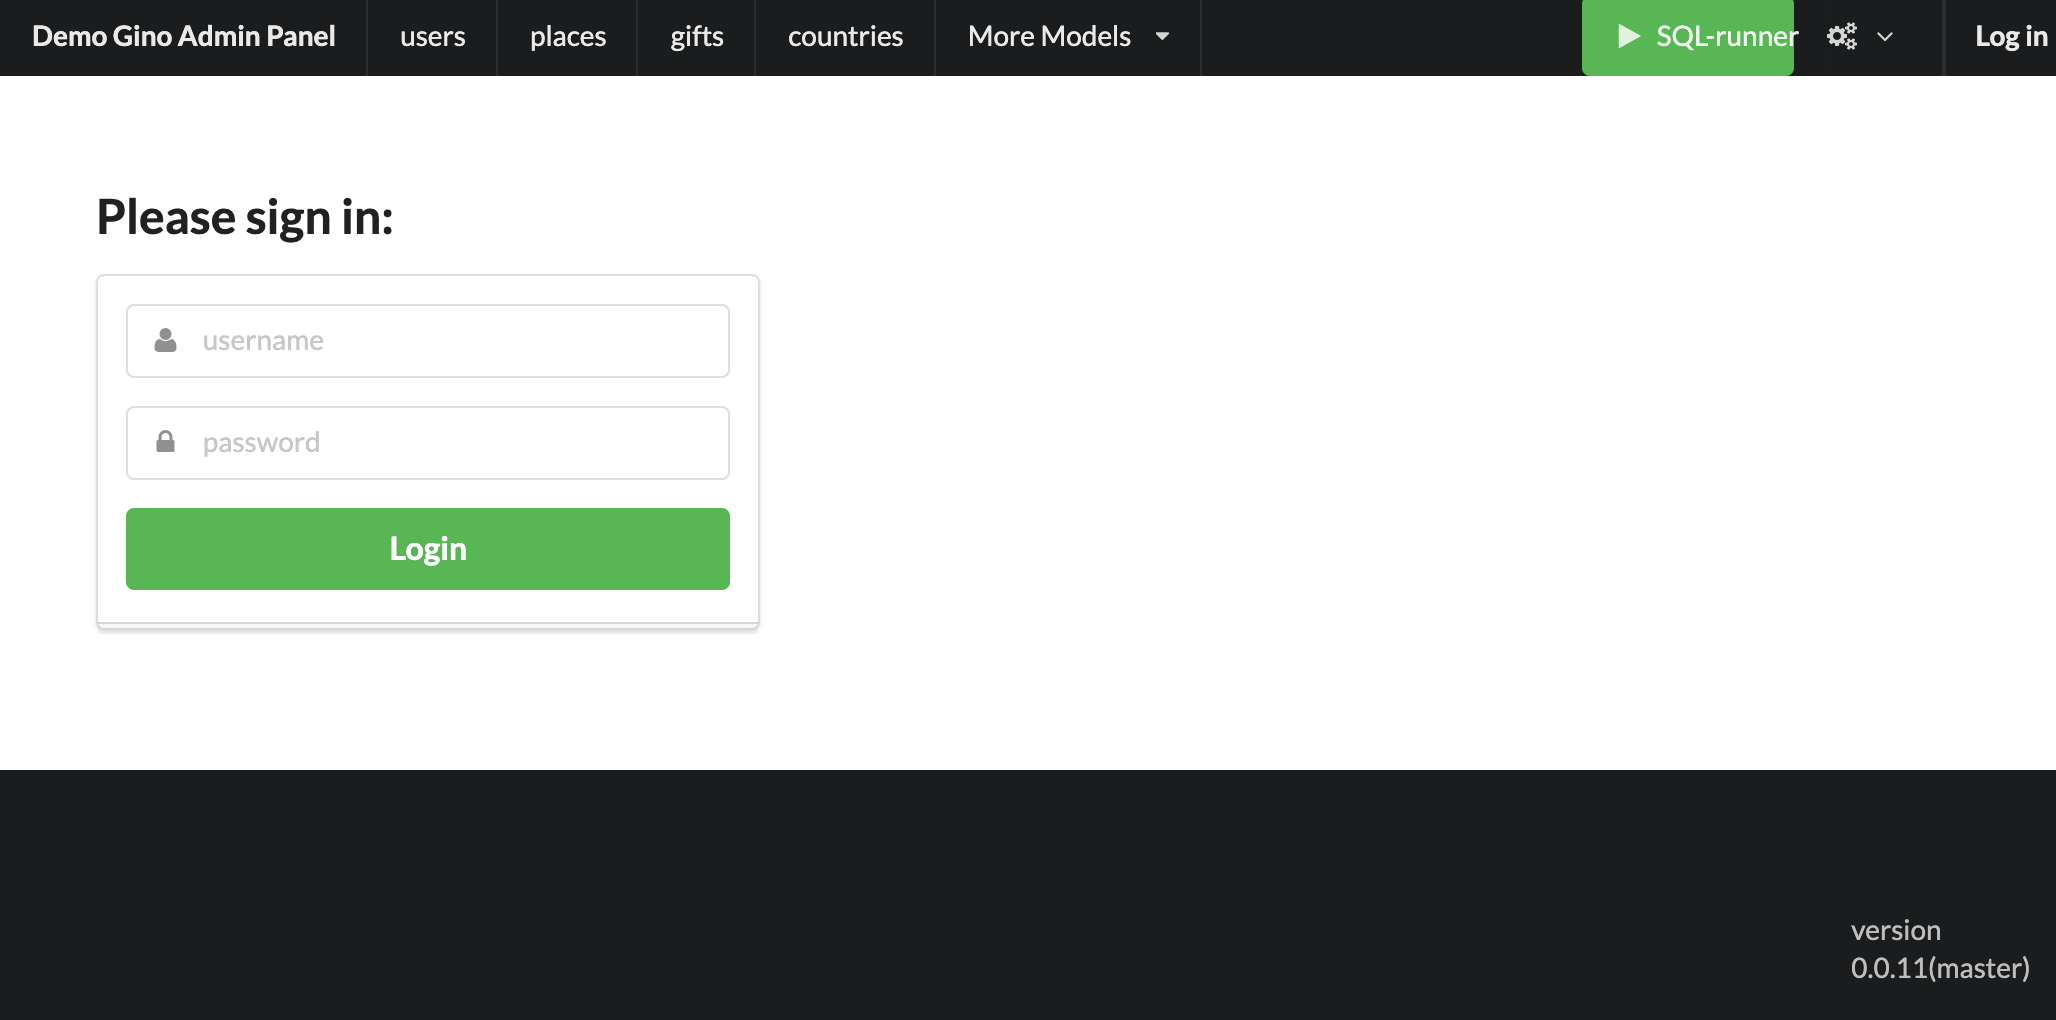 Demo Gino Admin Panel users places gifts countries More Models SQL-runner Log in
Please sign in:
username
password
Login
version
0.0.11(master)